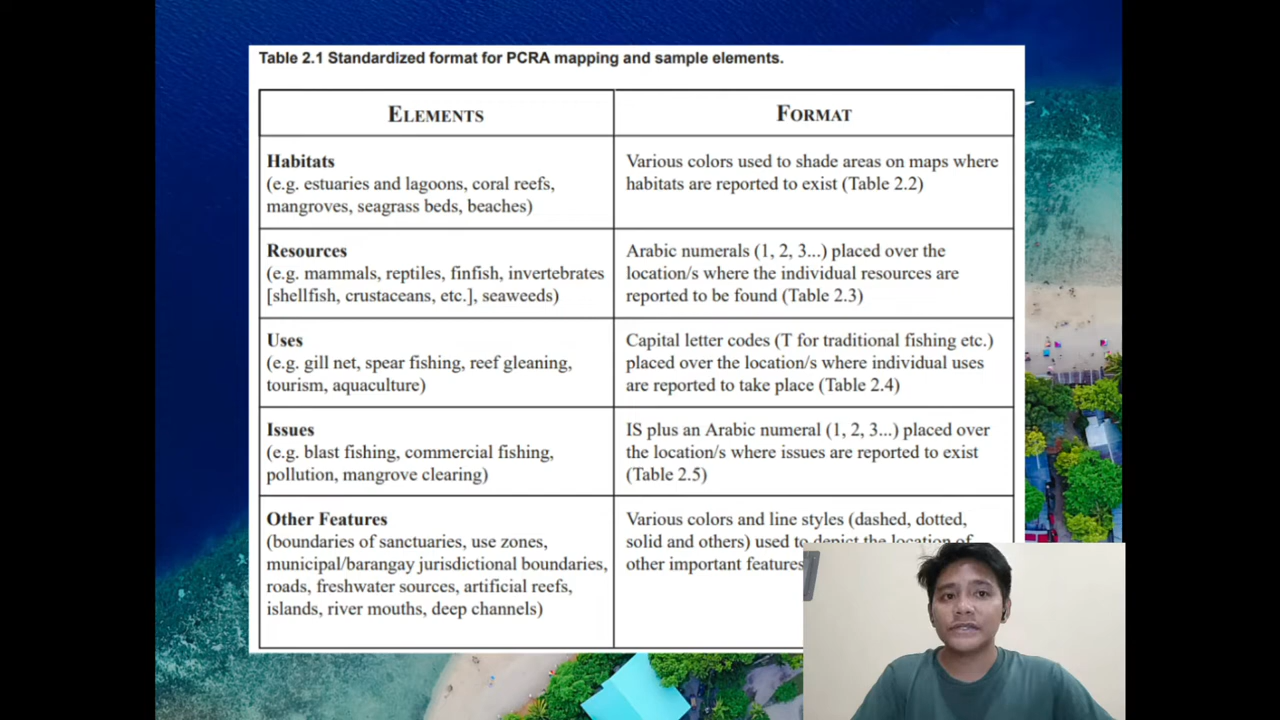 Table 2.1 Standardized format for PCRA mapping and sample elements.
ELEMENTS
FORMAT
Habitats
(e.g. estuaries and lagoons, coral reefs,
mangroves, seagrass beds, beaches)
Various colors used to shade areas on maps where
habitats are reported to exist (Table 2.2)
Resources
(e.g. mammals, reptiles, finfish, invertebrates
[shellfish, crustaceans, etc.], seaweeds)
Arabic numerals (1, 2, 3...) placed over the
location/s where the individual resources are
reported to be found (Table 2.3)
Uses
(e.g. gill net, spear fishing, reef gleaning,
tourism, aquaculture)
Capital letter codes (T for traditional fishing etc.)
placed over the location/s where individual uses
are reported to take place (Table 2.4)
Issues
(e.g. blast fishing, commercial fishing,
pollution, mangrove clearing)
IS plus an Arabic numeral (1, 2, 3...) placed over
the location/s where issues are reported to exist
(Table 2.5)
Other Features
(boundaries of sanctuaries, use zones,
municipal/barangay jurisdictional boundaries,
roads, freshwater sources, artificial reefs,
islands, river mouths, deep channels)
Various colors and line styles (dashed, dotted,
solid and others) used to depict the location of
other important features